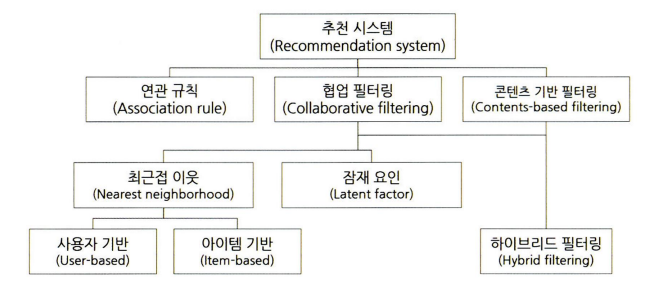 추천 시스템
(Recommendation system)
연관 규칙
(Association rule)
협업 필터링
(Collaborative filtering)
콘텐츠 기반 필터링
(Contents-based filtering)
최근접 이웃
(Nearest neighborhood)
잠재 요인
(Latent factor)
사용자 기반
(User-based)
아이템 기반
(Item-based)
하이브리드 필터링
(Hybrid filtering)